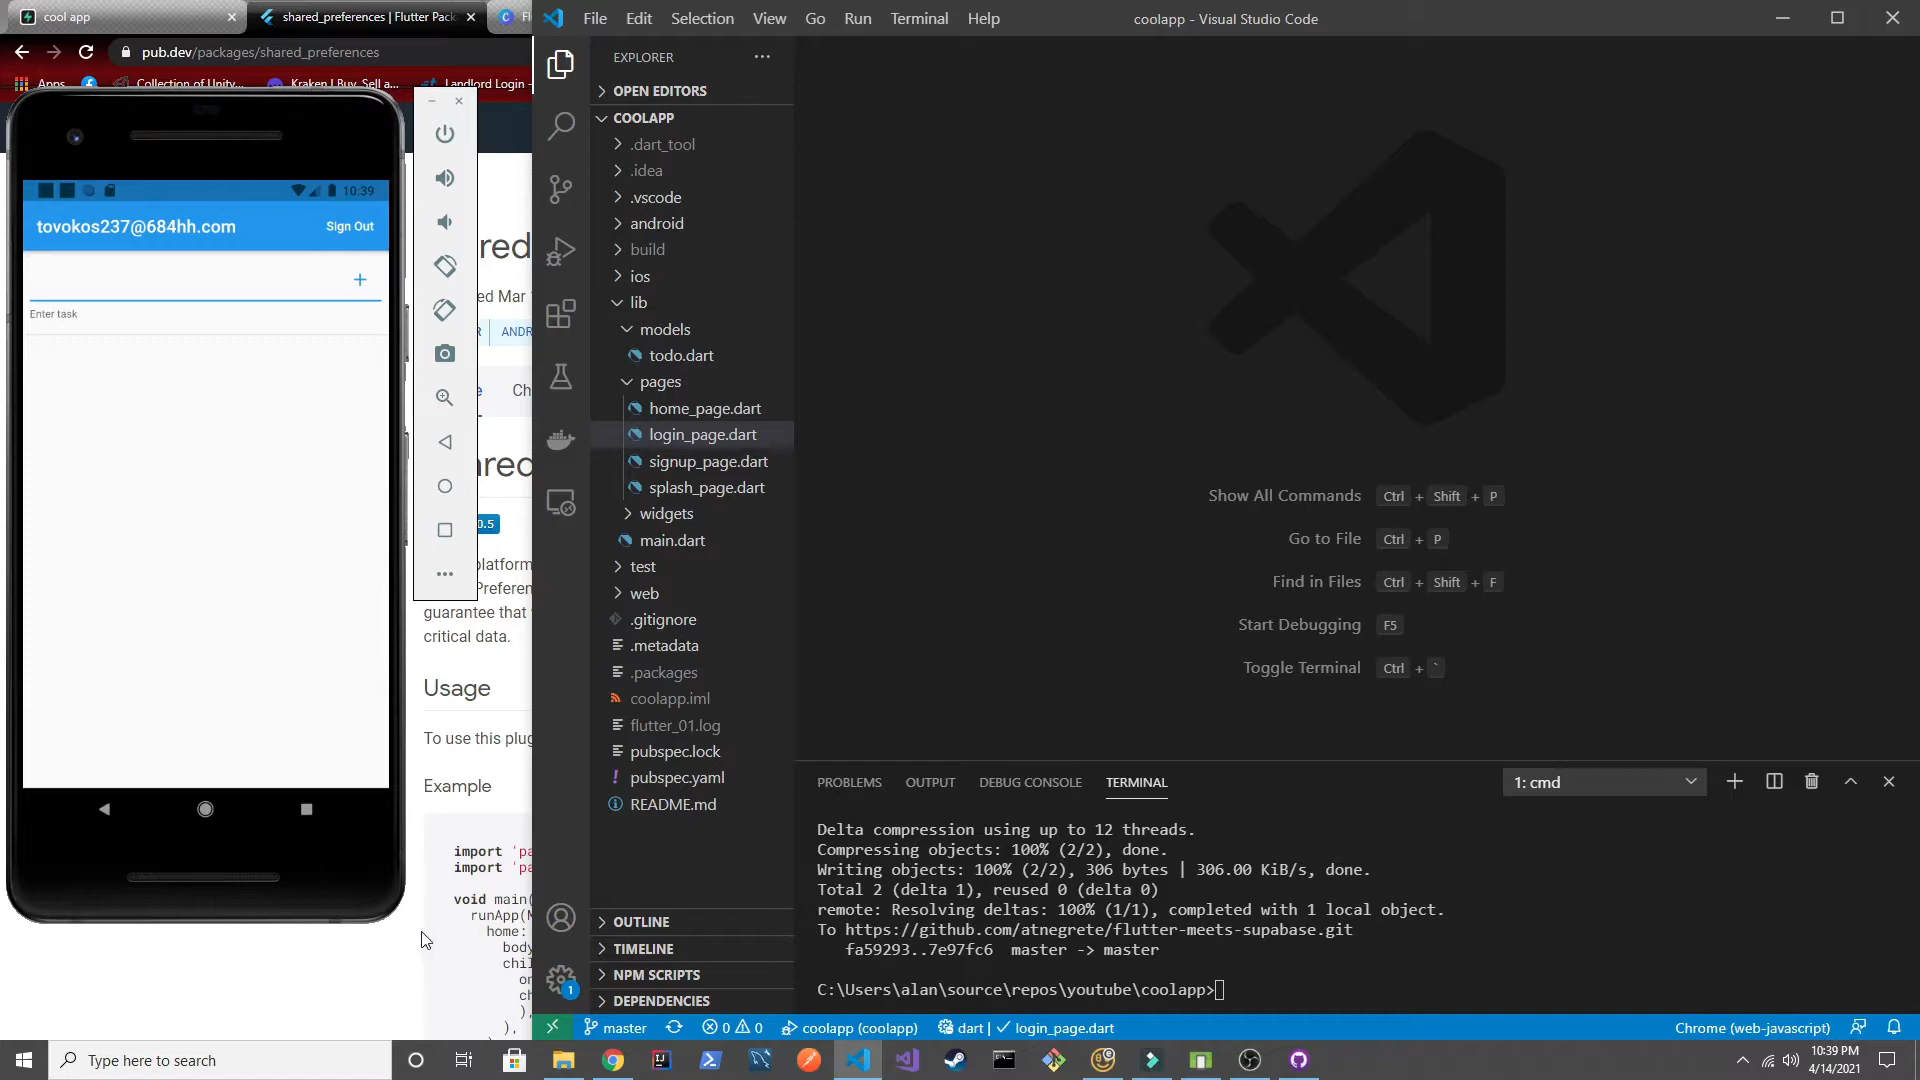 cool app
shared_preferences | Flutter Pack
pub.dev/packages/shared_preferences
Apps
Collection of Unity...
Kraken | Buy, Sell a...
Landlord Login -
10:39
tovokos237@684hh.com
Sign Out
+
Enter task
red
ed Mar
ANDR
Ch
ared
0.5
platform
Preferen
guarantee that
critical data.
Usage
To use this plug
Example
import 'pa
import 'pa
void main(
runApp(M
home:
body
chil
on
ch
),
),
File Edit Selection View Go Run Terminal Help
coolapp - Visual Studio Code
EXPLORER
OPEN EDITORS
COOLAPP
.dart_tool
.idea
.vscode
android
build
ios
lib
models
todo.dart
pages
home_page.dart
login_page.dart
signup_page.dart
splash_page.dart
widgets
main.dart
test
web
.gitignore
.metadata
.packages
coolapp.iml
flutter_01.log
pubspec.lock
pubspec.yaml
README.md
OUTLINE
TIMELINE
NPM SCRIPTS
DEPENDENCIES
Show All Commands Ctrl + Shift + P
Go to File Ctrl + P
Find in Files Ctrl + Shift + F
Start Debugging F5
Toggle Terminal Ctrl + `
PROBLEMS OUTPUT DEBUG CONSOLE TERMINAL
1: cmd
Delta compression using up to 12 threads.
Compressing objects: 100% (2/2), done.
Writing objects: 100% (2/2), 306 bytes | 306.00 KiB/s, done.
Total 2 (delta 1), reused 0 (delta 0)
remote: Resolving deltas: 100% (1/1), completed with 1 local object.
To https://github.com/atnegrete/flutter-meets-supabase.git
fa59293..7e97fc6 master -> master
C:\Users\alan\source\repos\youtube\coolapp>
1
master 0 0 coolapp (coolapp) dart | login_page.dart
Chrome (web-javascript)
Type here to search
10:39 PM
4/14/2021